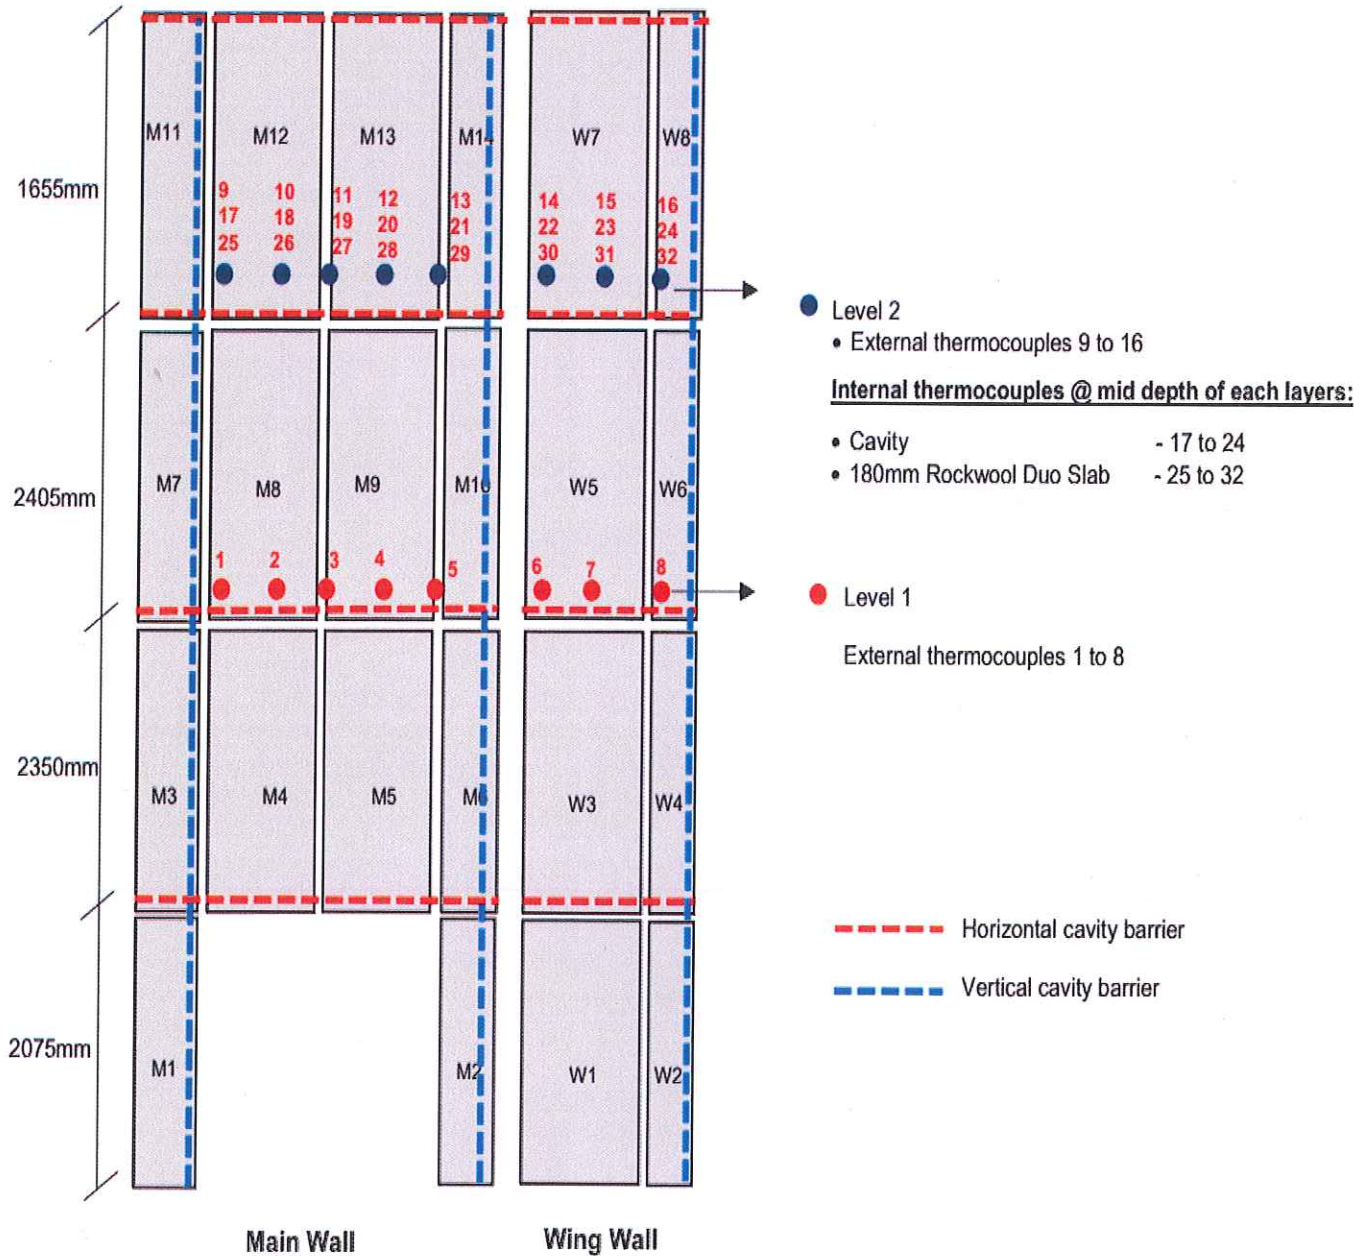 M11
M12
M13
M14
W7
W8
1655mm
9 10 11 12 13 14 15 16
17 18 19 20 21 22 23 24
25 26 27 28 29 30 31 32
Level 2
• External thermocouples 9 to 16
Internal thermocouples @ mid depth of each layers:
• Cavity - 17 to 24
• 180mm Rockwool Duo Slab - 25 to 32
2405mm
M7
M8
M9
M10
W5
W6
1 2 3 4 5 6 7 8
Level 1
External thermocouples 1 to 8
2350mm
M3
M4
M5
M6
W3
W4
Horizontal cavity barrier
Vertical cavity barrier
2075mm
M1
M2
W1
W2
Main Wall
Wing Wall